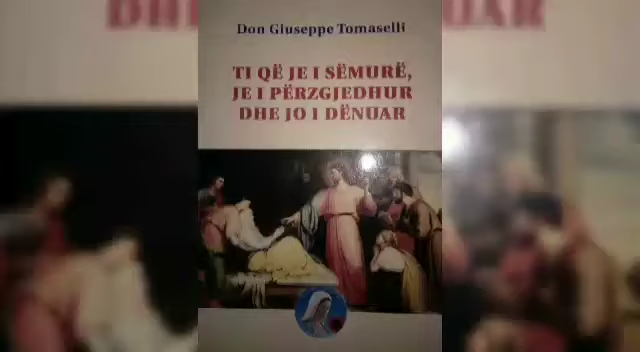 Don Giuseppe Tomaselli
TI QË JE I SËMURË,
JE I PËRZGJEDHUR
DHE JO I DËNUAR